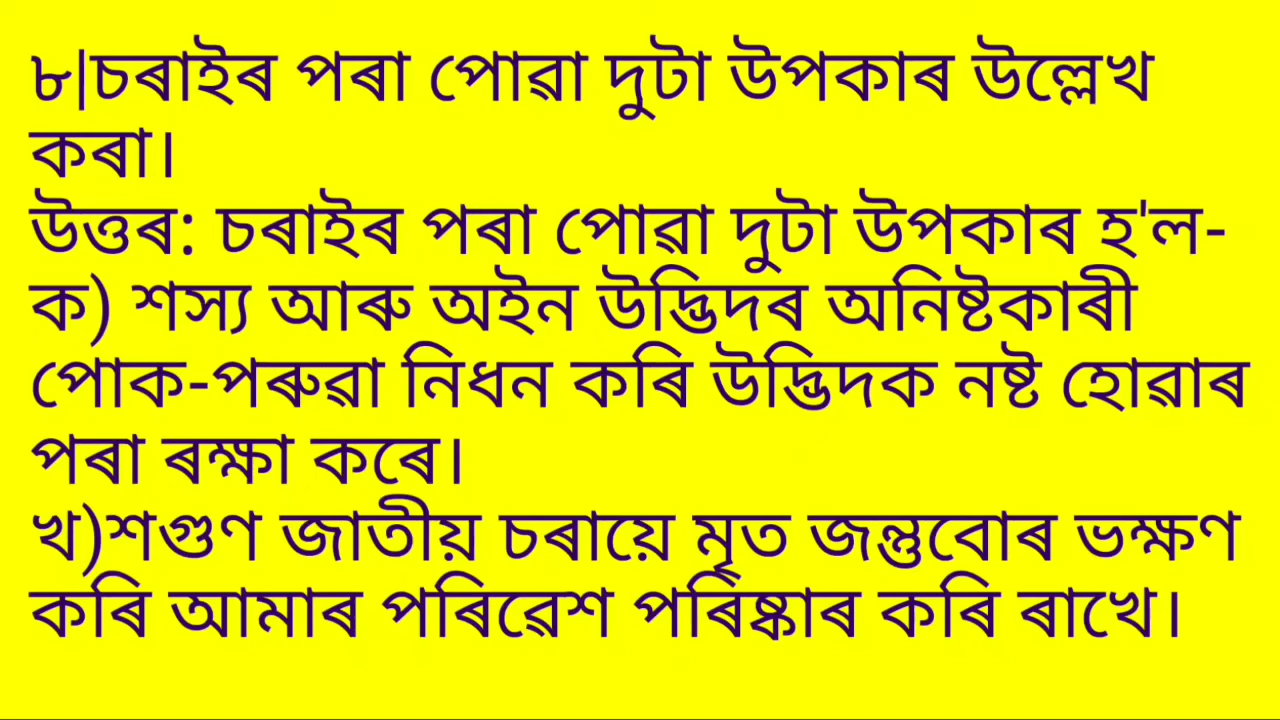 ৮|চৰাইৰ পৰা পোৱা দুটা উপকাৰ উল্লেখ
কৰা।
উত্তৰ: চৰাইৰ পৰা পোৱা দুটা উপকাৰ হ'ল-
ক) শস্য আৰু অইন উদ্ভিদৰ অনিষ্টকাৰী
পোক-পৰুৱা নিধন কৰি উদ্ভিদক নষ্ট হোৱাৰ
পৰা ৰক্ষা কৰে।
খ)শগুণ জাতীয় চৰায়ে মৃত জন্তুবোৰ ভক্ষণ
কৰি আমাৰ পৰিৱেশ পৰিষ্কাৰ কৰি ৰাখে।